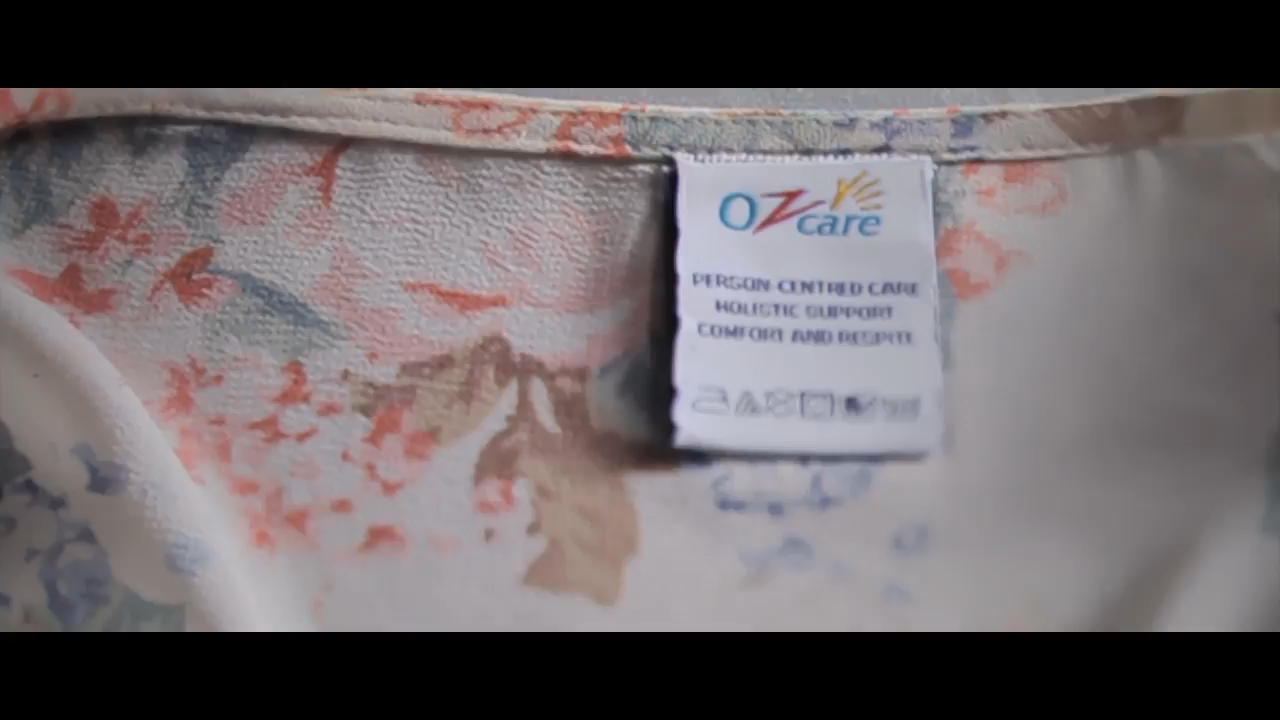 OZcare
PERSON-CENTRED CARE
HOLISTIC SUPPORT
COMFORT AND RESPITE